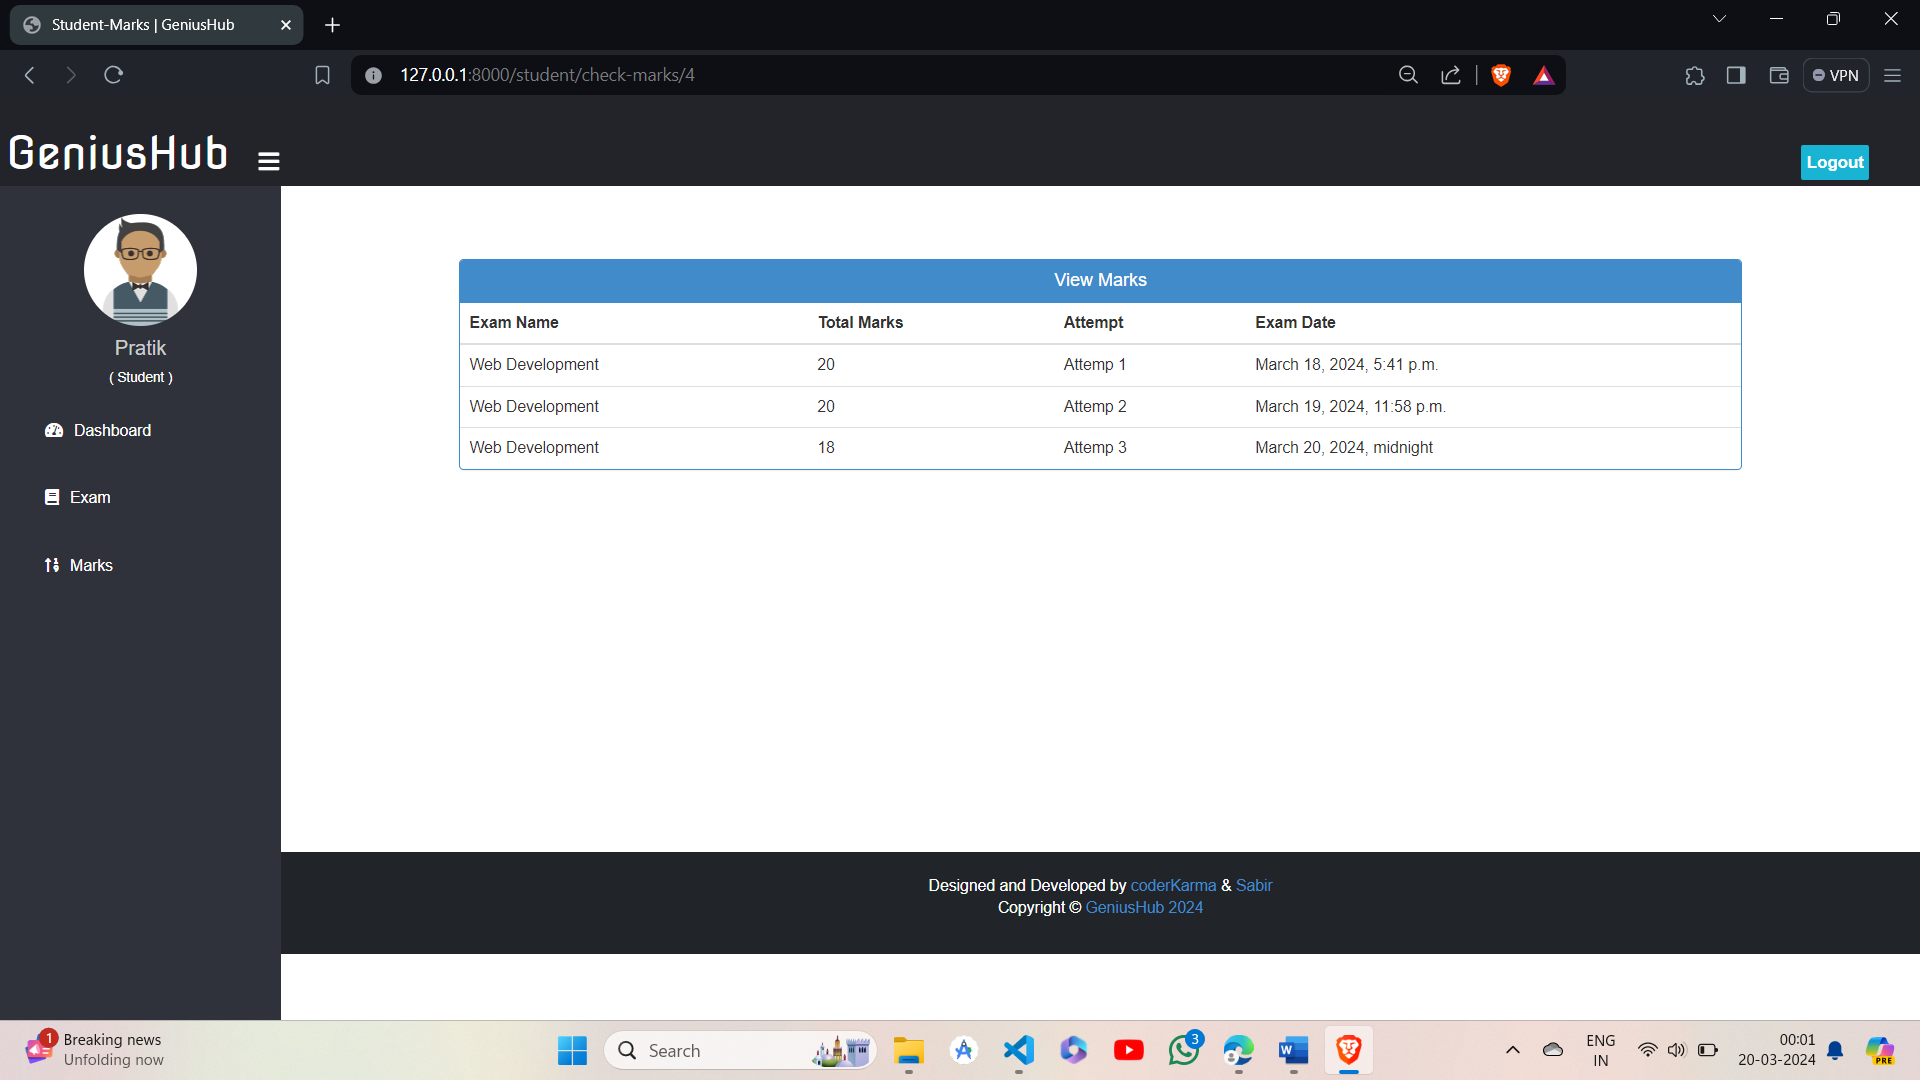 Student-Marks | GeniusHub
127.0.0.1:8000/student/check-marks/4
VPN
GeniusHub
Logout
Pratik
( Student )
Dashboard
Exam
Marks
View Marks
Exam Name Total Marks Attempt Exam Date
Web Development 20 Attemp 1 March 18, 2024, 5:41 p.m.
Web Development 20 Attemp 2 March 19, 2024, 11:58 p.m.
Web Development 18 Attemp 3 March 20, 2024, midnight
Designed and Developed by coderKarma & Sabir
Copyright © GeniusHub 2024
1
Breaking news
Unfolding now
Search
3
W
ENG
IN
00:01
20-03-2024
PRE